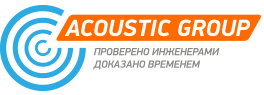 ACOUSTIC GROUP
ПРОВЕРЕНО ИНЖЕНЕРАМИ
ДОКАЗАНО ВРЕМЕНЕМ